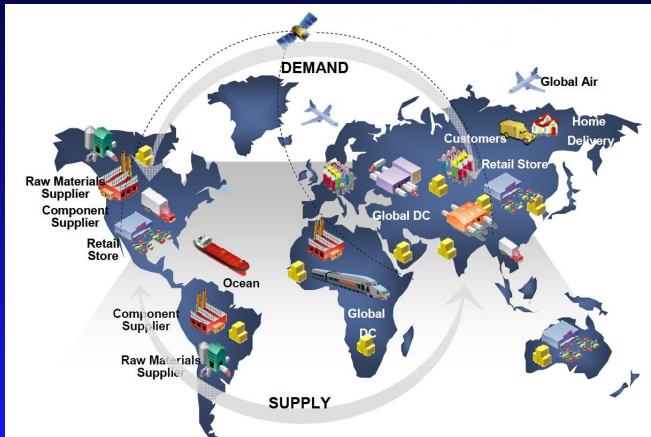 DEMAND
Global Air
Home
Delivery
Customers
Retail Store
Raw Materials
Supplier
Component
Supplier
Retail
Store
Global DC
Ocean
Component
Supplier
Global
DC
Raw Materials
Supplier
SUPPLY